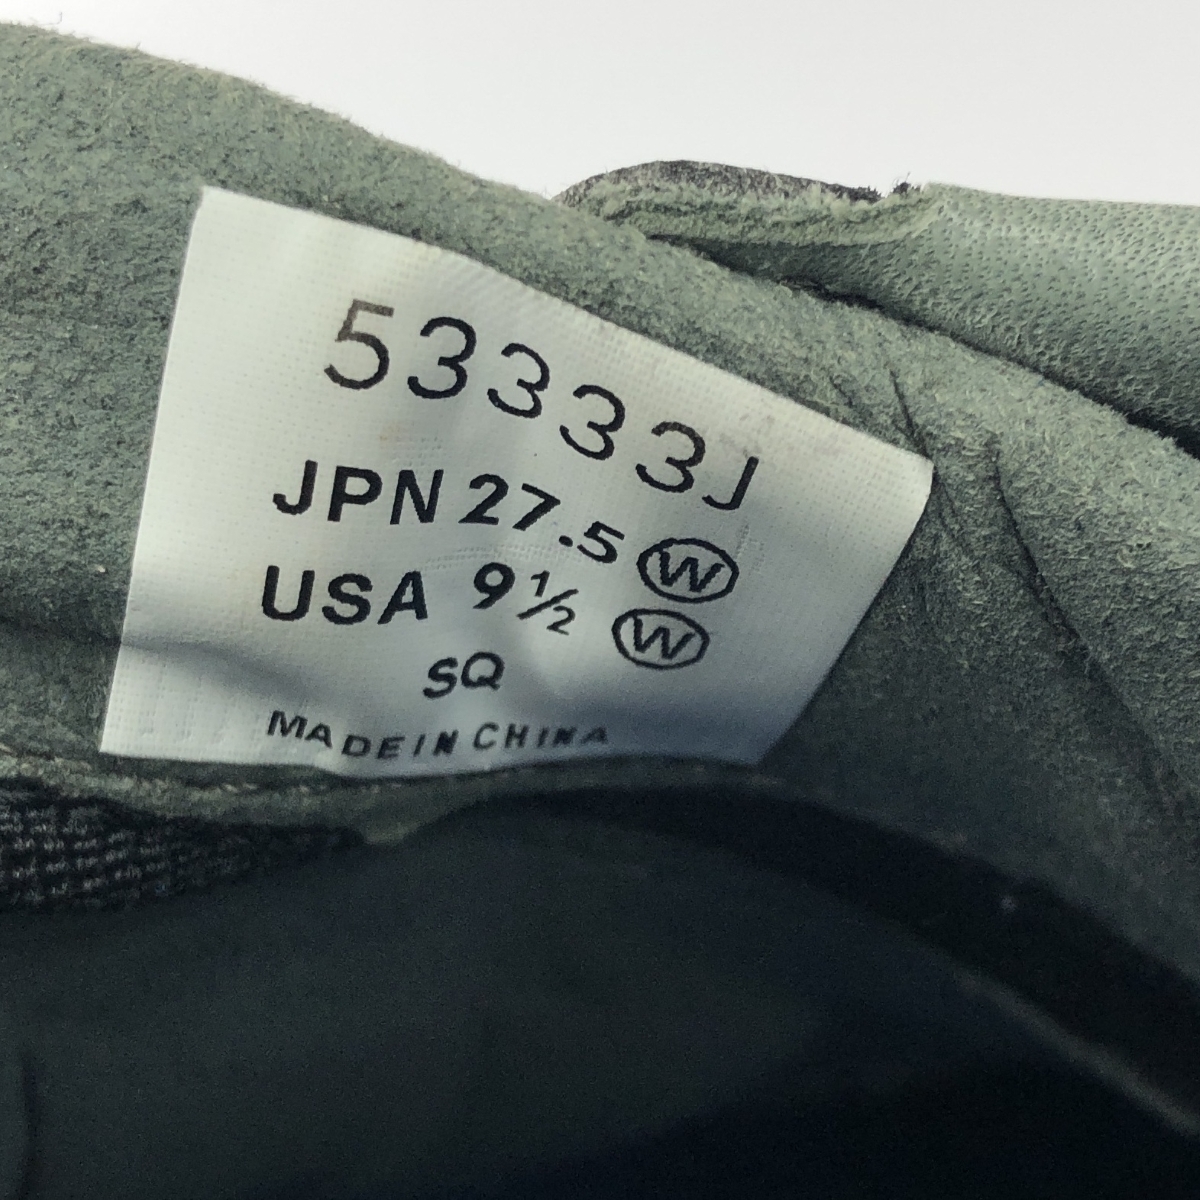 53333J
JPN 27.5 Ⓦ
USA 9½ Ⓦ
SQ
MADE IN CHINA